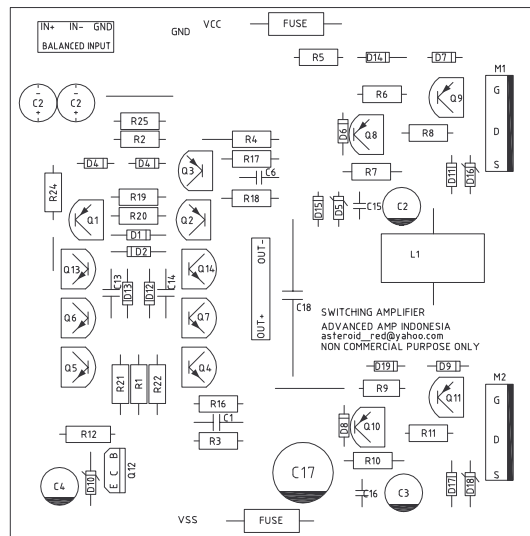 IN+ IN- GND
BALANCED INPUT
GND
VCC
FUSE
R5
D14
D7
M1
G
D
S
R6
Q9
C2
C2
R25
R2
R4
D6
Q8
R8
D4
D4
Q3
R17
C6
R7
D11
D16
R24
R19
R18
R20
Q1
Q2
D15
D5
C15
C2
D1
D2
L1
Q13
C13
D13
D12
C14
Q14
OUT-
OUT+
C18
Q6
Q7
SWITCHING AMPLIFIER
ADVANCED AMP INDONESIA
asteroid_red@yahoo.com
NON COMMERCIAL PURPOSE ONLY
Q5
Q4
D19
D9
M2
G
D
S
R21
R1
R22
R9
Q11
R16
C1
D8
Q10
R11
R12
R3
R10
E C B
Q12
C4
D10
C17
C16
C3
D17
D18
VSS
FUSE